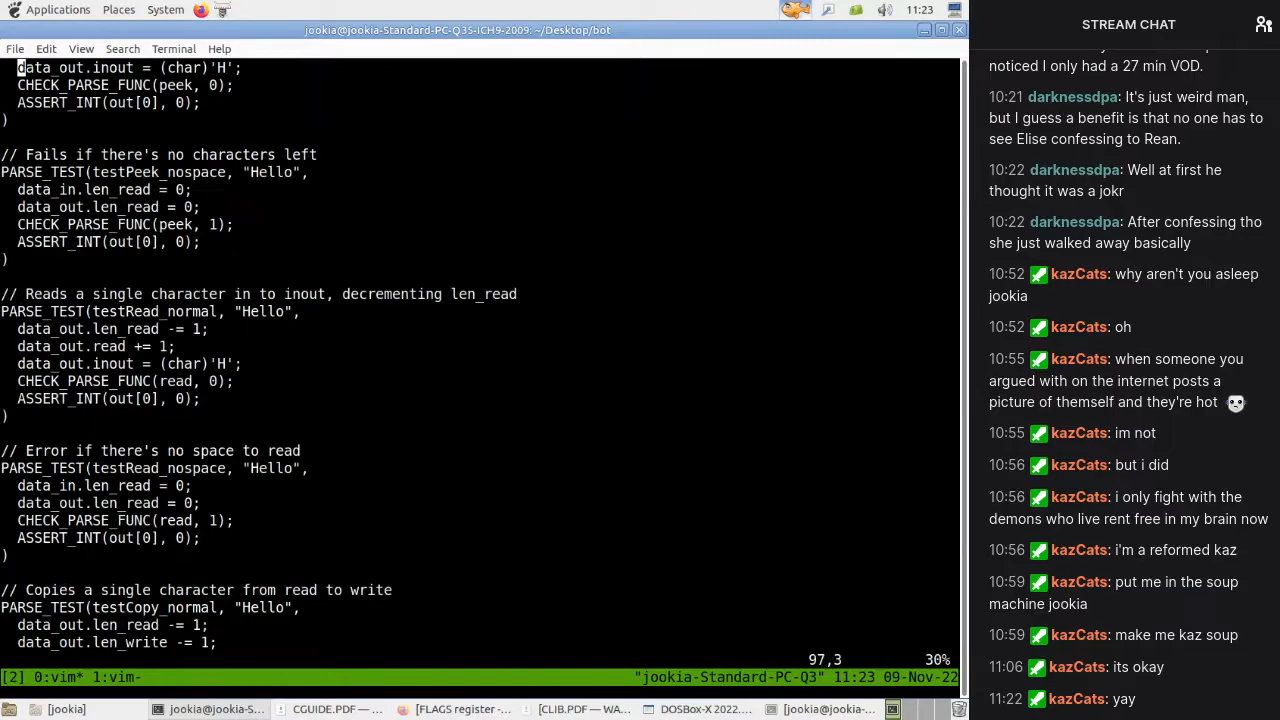 Applications Places System 11:23
jookia@jookia-Standard-PC-Q35-ICH9-2009: ~/Desktop/bot
File Edit View Search Terminal Help
data_out.inout = (char)'H';
CHECK_PARSE_FUNC(peek, 0);
ASSERT_INT(out[0], 0);
)
// Fails if there's no characters left
PARSE_TEST(testPeek_nospace, "Hello",
data_in.len_read = 0;
data_out.len_read = 0;
CHECK_PARSE_FUNC(peek, 1);
ASSERT_INT(out[0], 0);
)
// Reads a single character in to inout, decrementing len_read
PARSE_TEST(testRead_normal, "Hello",
data_out.len_read -= 1;
data_out.read += 1;
data_out.inout = (char)'H';
CHECK_PARSE_FUNC(read, 0);
ASSERT_INT(out[0], 0);
)
// Error if there's no space to read
PARSE_TEST(testRead_nospace, "Hello",
data_in.len_read = 0;
data_out.len_read = 0;
CHECK_PARSE_FUNC(read, 1);
ASSERT_INT(out[0], 0);
)
// Copies a single character from read to write
PARSE_TEST(testCopy_normal, "Hello",
data_out.len_read -= 1;
data_out.len_write -= 1;
97,3 30%
[2] 0:vim* 1:vim- "jookia-Standard-PC-Q3" 11:23 09-Nov-22
[jookia] jookia@jookia-S... CGUIDE.PDF — ... [FLAGS register -... [CLIB.PDF — WA... DOSBox-X 2022.... [jookia@jookia-...
STREAM CHAT
noticed I only had a 27 min VOD.
10:21 darknessdpa: It's just weird man,
but I guess a benefit is that no one has to
see Elise confessing to Rean.
10:22 darknessdpa: Well at first he
thought it was a jokr
10:22 darknessdpa: After confessing tho
she just walked away basically
10:52 kazCats: why aren't you asleep
jookia
10:52 kazCats: oh
10:55 kazCats: when someone you
argued with on the internet posts a
picture of themself and they're hot
10:55 kazCats: im not
10:56 kazCats: but i did
10:56 kazCats: i only fight with the
demons who live rent free in my brain now
10:56 kazCats: i'm a reformed kaz
10:59 kazCats: put me in the soup
machine jookia
10:59 kazCats: make me kaz soup
11:06 kazCats: its okay
11:22 kazCats: yay